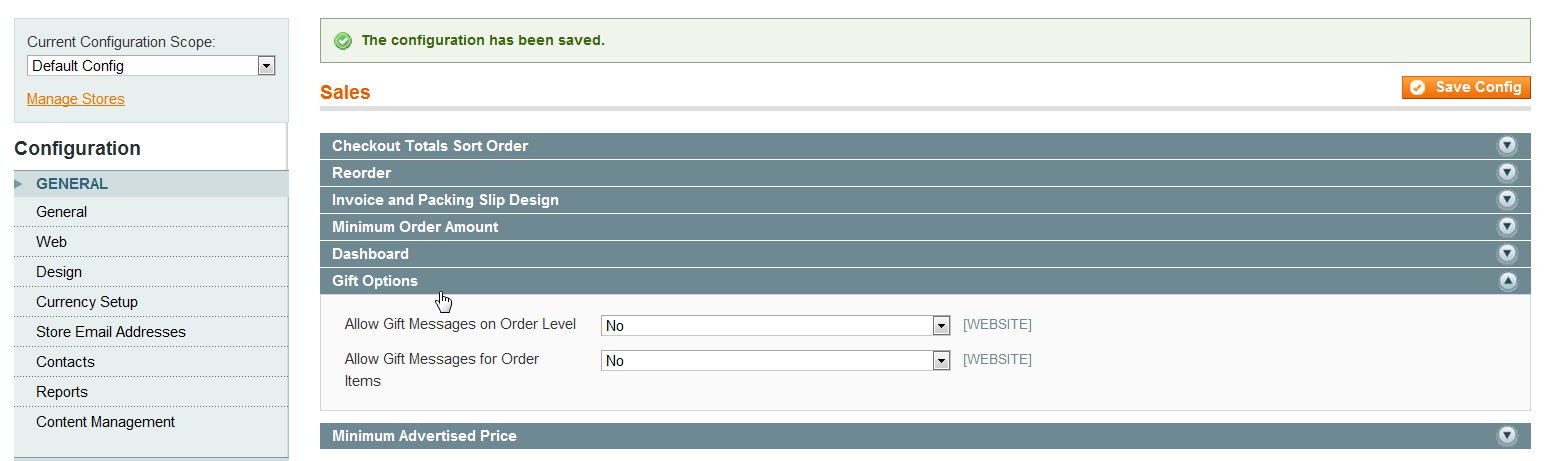 Current Configuration Scope:
Default Config
Manage Stores
Configuration
GENERAL
General
Web
Design
Currency Setup
Store Email Addresses
Contacts
Reports
Content Management
The configuration has been saved.
Sales
Save Config
Checkout Totals Sort Order
Reorder
Invoice and Packing Slip Design
Minimum Order Amount
Dashboard
Gift Options
Allow Gift Messages on Order Level No [WEBSITE]
Allow Gift Messages for Order No [WEBSITE]
Items
Minimum Advertised Price